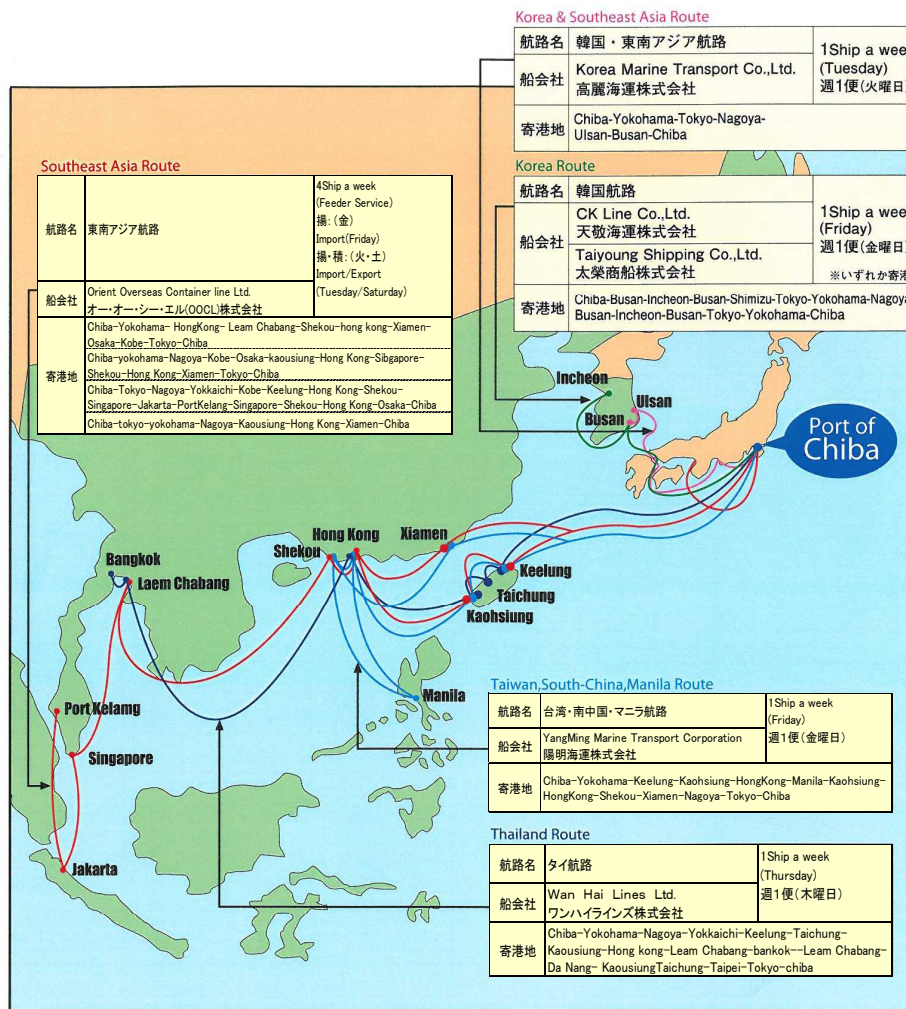 Korea & Southeast Asia Route
航路名
韓国・東南アジア航路
船会社
Korea Marine Transport Co.,Ltd.
高麗海運株式会社
1Ship a wee
(Tuesday)
週1便(火曜日
寄港地
Chiba-Yokohama-Tokyo-Nagoya-
Ulsan-Busan-Chiba
Korea Route
航路名
韓国航路
船会社
CK Line Co.,Ltd.
天敬海運株式会社
Taiyoung Shipping Co.,Ltd.
太榮商船株式会社
1Ship a wee
(Friday)
週1便(金曜日
※いずれか寄港
寄港地
Chiba-Busan-Incheon-Busan-Shimizu-Tokyo-Yokohama-Nagoya
Busan-Incheon-Busan-Tokyo-Yokohama-Chiba
Southeast Asia Route
航路名
東南アジア航路
4Ship a week
(Feeder Service)
揚:(金)
Import(Friday)
揚・積:(火・土)
Import/Export
(Tuesday/Saturday)
船会社
Orient Overseas Container line Ltd.
オー・オー・シー・エル(OOCL)株式会社
寄港地
Chiba-Yokohama- HongKong- Leam Chabang-Shekou-hong kong-Xiamen-
Osaka-Kobe-Tokyo-Chiba
Chiba-yokohama-Nagoya-Kobe-Osaka-kaousiung-Hong Kong-Sibgapore-
Shekou-Hong Kong-Xiamen-Tokyo-Chiba
Chiba-Tokyo-Nagoya-Yokkaichi-Kobe-Keelung-Hong Kong-Shekou-
Singapore-Jakarta-PortKelang-Singapore-Shekou-Hong Kong-Osaka-Chiba
Chiba-tokyo-yokohama-Nagoya-Kaousiung-Hong Kong-Xiamen-Chiba
Incheon
Ulsan
Busan
Port of
Chiba
Xiamen
Hong Kong
Shekou
Bangkok
Laem Chabang
Keelung
Taichung
Kaohsiung
Manila
Port Kelamg
Singapore
Jakarta
Taiwan,South-China,Manila Route
航路名
台湾・南中国・マニラ航路
1Ship a week
(Friday)
週1便(金曜日)
船会社
YangMing Marine Transport Corporation
陽明海運株式会社
寄港地
Chiba-Yokohama-Keelung-Kaohsiung-HongKong-Manila-Kaohsiung-
HongKong-Shekou-Xiamen-Nagoya-Tokyo-Chiba
Thailand Route
航路名
タイ航路
1Ship a week
(Thursday)
週1便(木曜日)
船会社
Wan Hai Lines Ltd.
ワンハイラインズ株式会社
寄港地
Chiba-Yokohama-Nagoya-Yokkaichi-Keelung-Taichung-
Kaousiung-Hong kong-Leam Chabang-bankok--Leam Chabang-
Da Nang- KaousiungTaichung-Taipei-Tokyo-chiba